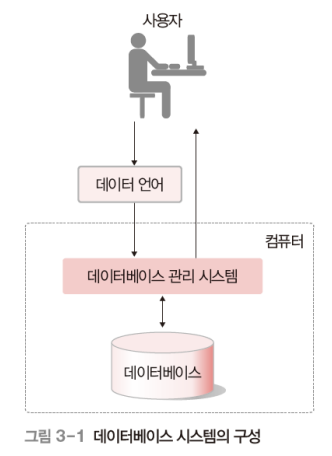 사용자
데이터 언어
컴퓨터
데이터베이스 관리 시스템
데이터베이스
그림 3-1 데이터베이스 시스템의 구성